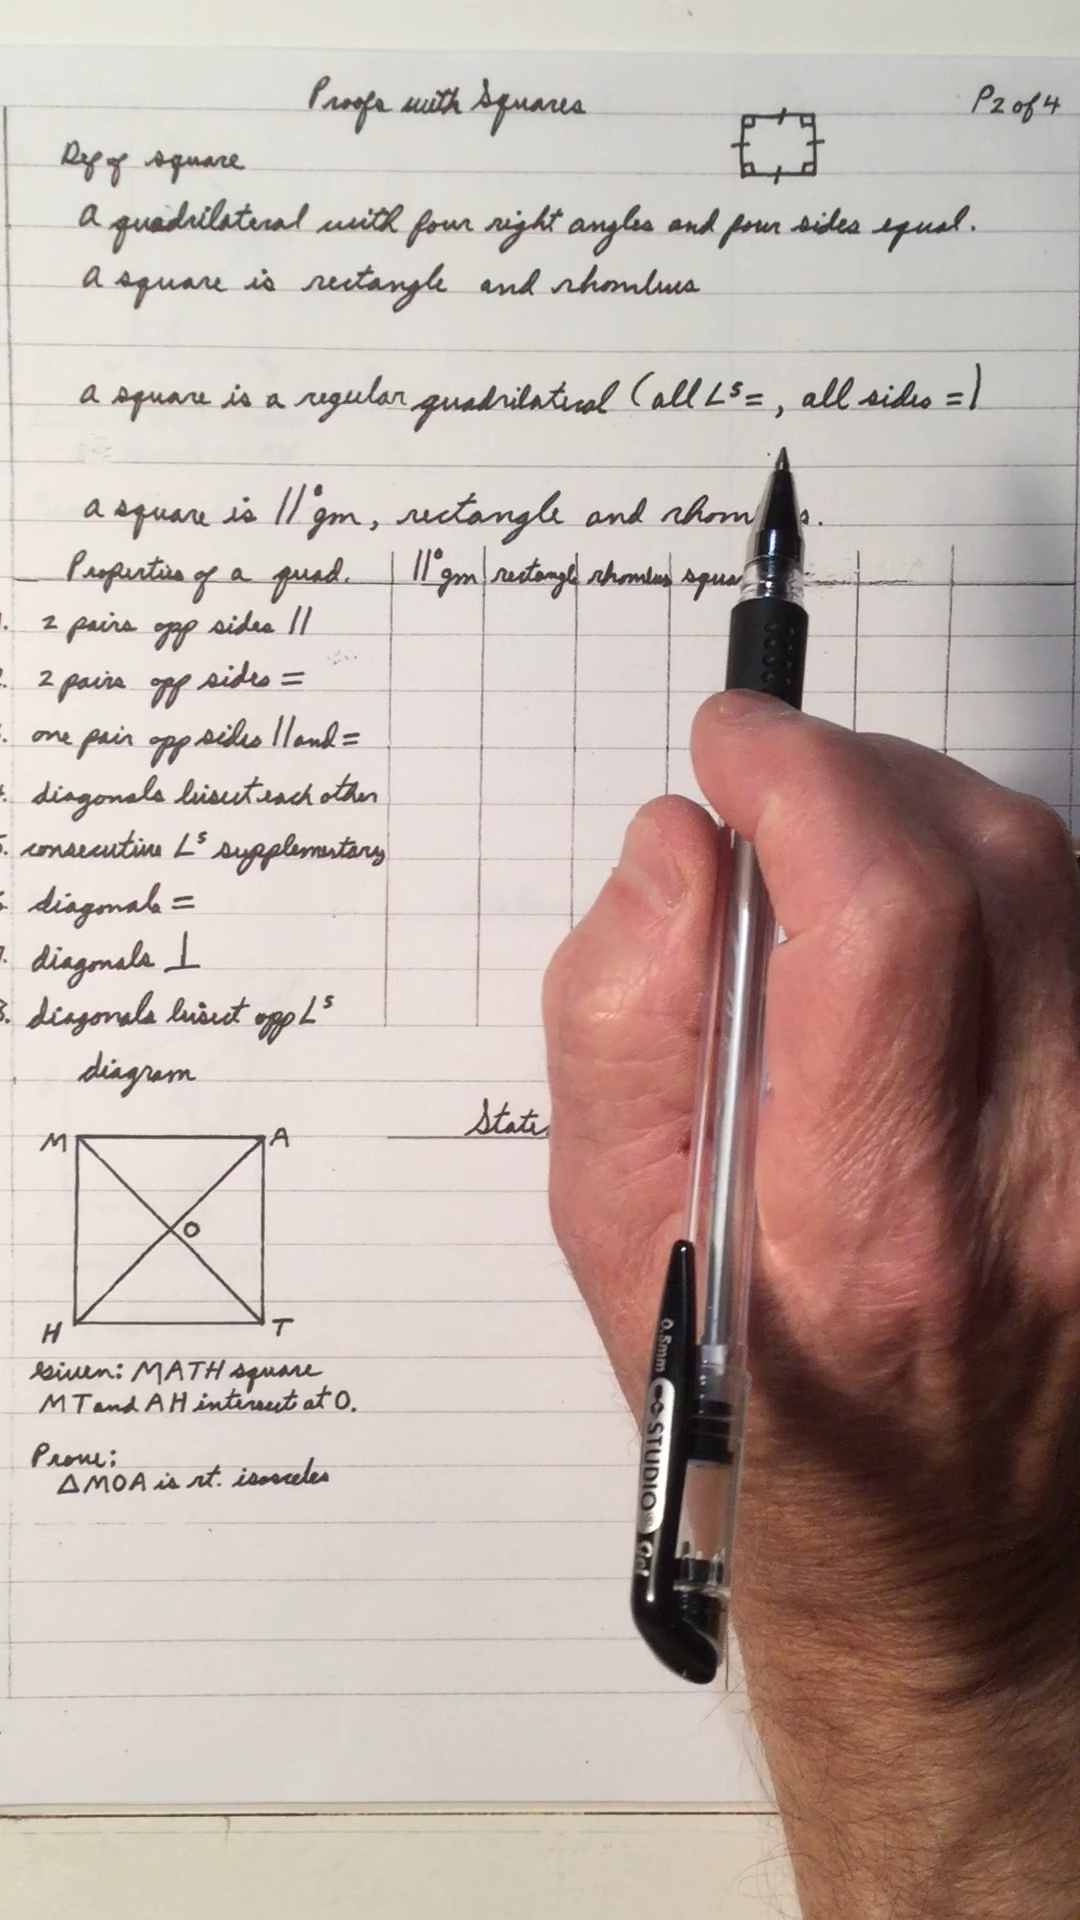 Proofs with Squares
P2 of 4
Def of square
A quadrilateral with four right angles and four sides equal.
A square is rectangle and rhombus
A square is a regular quadrilateral (all L^s =, all sides =)
A square is ||°gm, rectangle and rhom s.
Properties of a quad. ||°gm rectangle rhombus squa
1. 2 pairs opp sides ||
2. 2 pairs opp sides =
3. one pair opp sides || and =
4. diagonals bisect each other
5. consecutive L^s supplementary
6. diagonals =
7. diagonals ⊥
8. diagonals bisect opp L^s
diagram
State
M A
O
H T
Given: MATH square
MT and AH intersect at O.
Prove:
△MOA is rt. isosceles
0.5mm G-STUDIO Gel